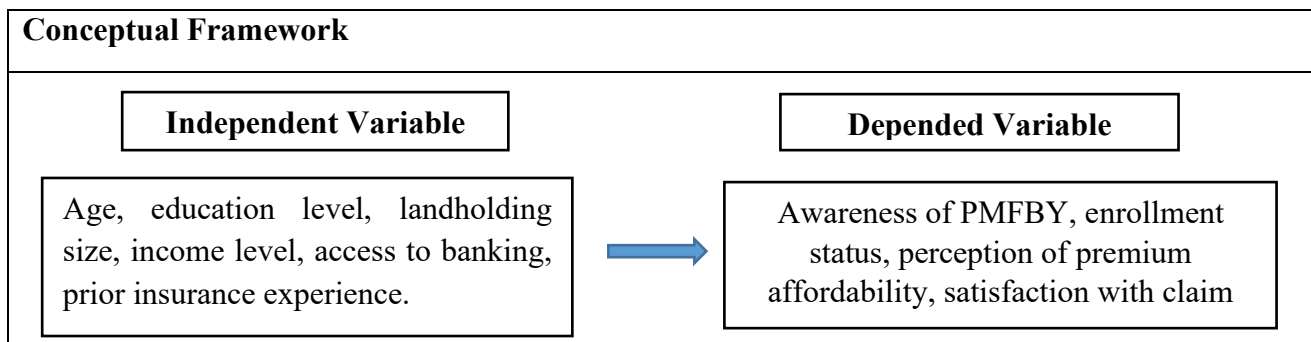 Conceptual Framework
Independent Variable
Depended Variable
Age, education level, landholding
size, income level, access to banking,
prior insurance experience.
Awareness of PMFBY, enrollment
status, perception of premium
affordability, satisfaction with claim